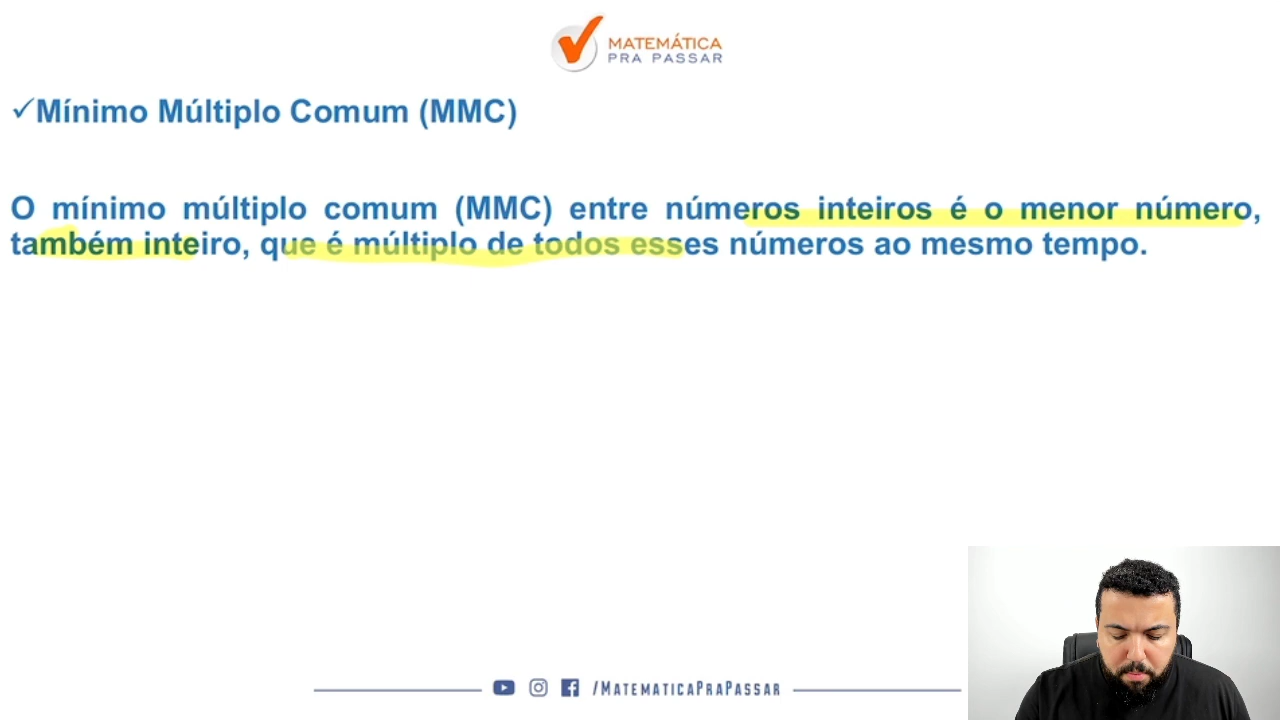 MATEMÁTICA
PRA PASSAR
✓Mínimo Múltiplo Comum (MMC)
O mínimo múltiplo comum (MMC) entre números inteiros é o menor número,
também inteiro, que é múltiplo de todos esses números ao mesmo tempo.
/MATEMATICAPRAPASSAR